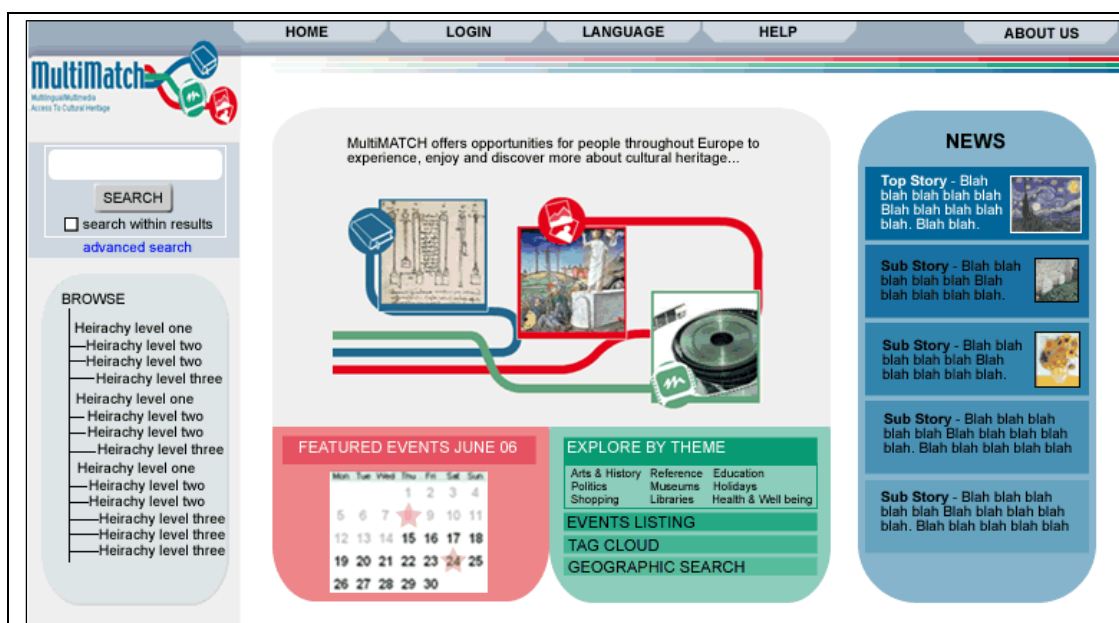 HOME LOGIN LANGUAGE HELP ABOUT US
MultiMatch
Multilingual/Multimedia
Access To Cultural Heritage
SEARCH
search within results
advanced search
BROWSE
Heirachy level one
Heirachy level two
Heirachy level two
Heirachy level three
Heirachy level one
Heirachy level two
Heirachy level two
Heirachy level three
Heirachy level one
Heirachy level two
Heirachy level two
Heirachy level three
Heirachy level three
Heirachy level three
MultiMATCH offers opportunities for people throughout Europe to
experience, enjoy and discover more about cultural heritage...
FEATURED EVENTS JUNE 06
Mon Tue Wed Thu Fri Sat Sun
1 2 3 4
5 6 7 8 9 10 11
12 13 14 15 16 17 18
19 20 21 22 23 24 25
26 27 28 29 30
EXPLORE BY THEME
Arts & History Reference Education
Politics Museums Holidays
Shopping Libraries Health & Well being
EVENTS LISTING
TAG CLOUD
GEOGRAPHIC SEARCH
NEWS
Top Story - Blah
blah blah blah blah
Blah blah blah blah
blah. Blah blah.
Sub Story - Blah blah
blah blah blah Blah
blah blah blah blah.
Sub Story - Blah blah
blah blah blah Blah
blah blah blah blah.
Sub Story - Blah blah blah
blah blah Blah blah blah blah
blah. Blah blah blah blah blah
Sub Story - Blah blah blah
blah blah Blah blah blah blah
blah. Blah blah blah blah blah